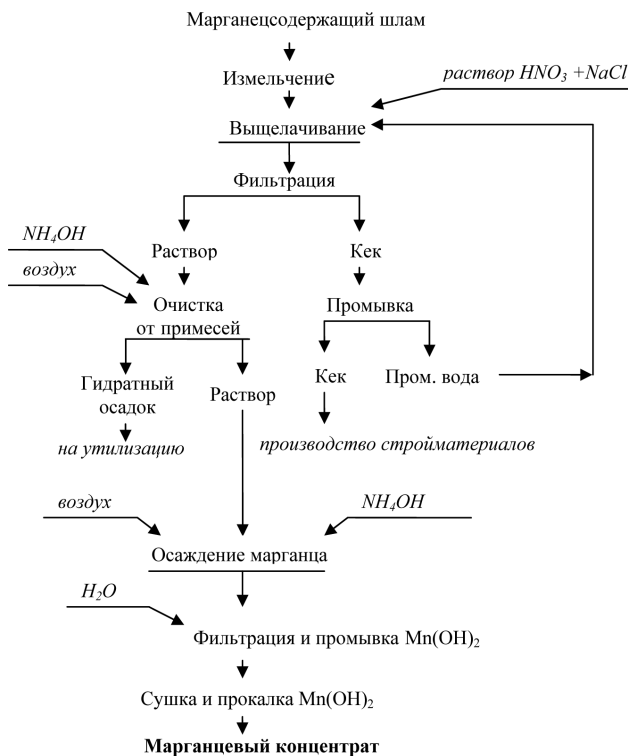 Марганецсодержащий шлам
Измельчение
раствор HNO₃ +NaCl
Выщелачивание
Фильтрация
NH₄OH
Раствор
Кек
воздух
Очистка
от примесей
Промывка
Гидратный
осадок
Раствор
Кек
Пром. вода
на утилизацию
производство стройматериалов
воздух
NH₄OH
Осаждение марганца
H₂O
Фильтрация и промывка Mn(OH)₂
Сушка и прокалка Mn(OH)₂
Марганцевый концентрат